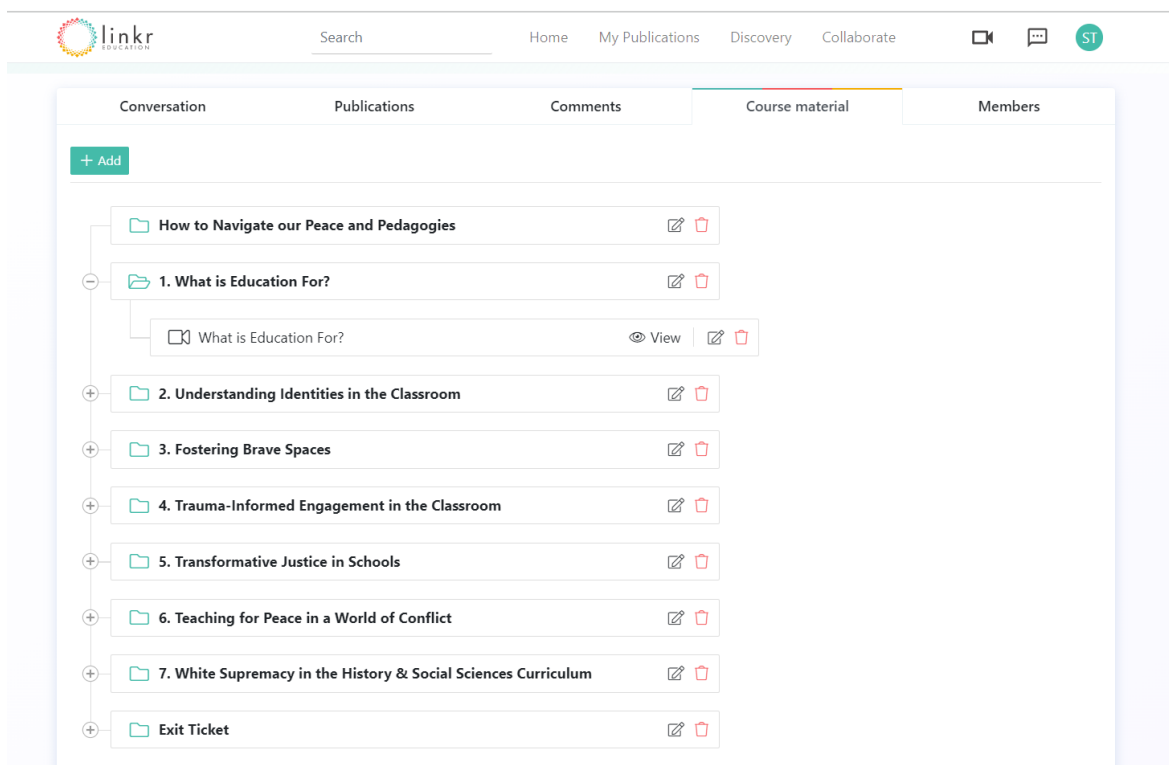 linkr
EDUCATION
Search
Home
My Publications
Discovery
Collaborate
ST
Conversation
Publications
Comments
Course material
Members
+ Add
How to Navigate our Peace and Pedagogies
1. What is Education For?
What is Education For?
View
2. Understanding Identities in the Classroom
3. Fostering Brave Spaces
4. Trauma-Informed Engagement in the Classroom
5. Transformative Justice in Schools
6. Teaching for Peace in a World of Conflict
7. White Supremacy in the History & Social Sciences Curriculum
Exit Ticket